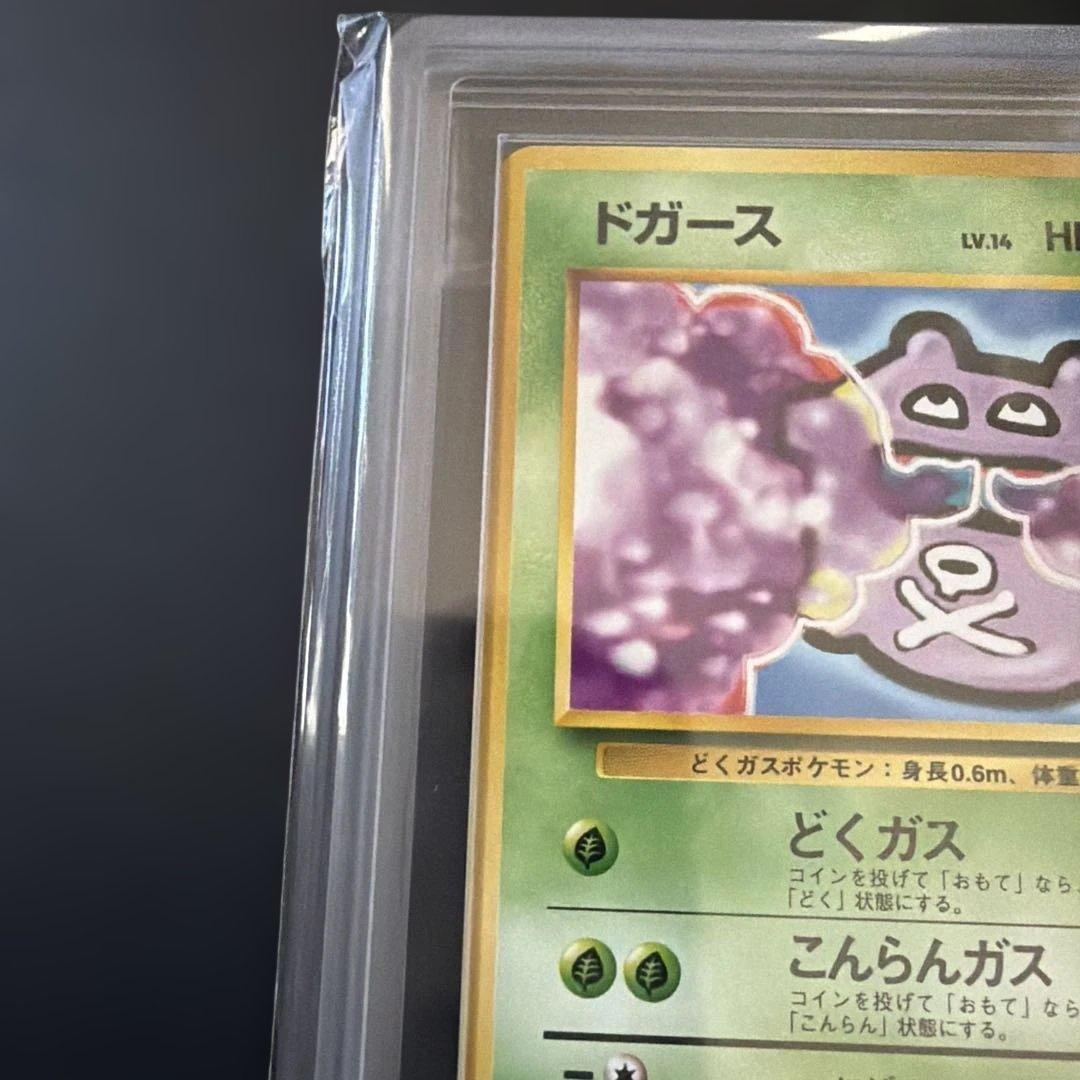 ドガース
LV.14
どくガスポケモン：身長0.6m、体重
どくガス
コインを投げて「おもて」なら、
「どく」状態にする。
こんらんガス
コインを投げて「おもて」なら
「こんらん」状態にする。